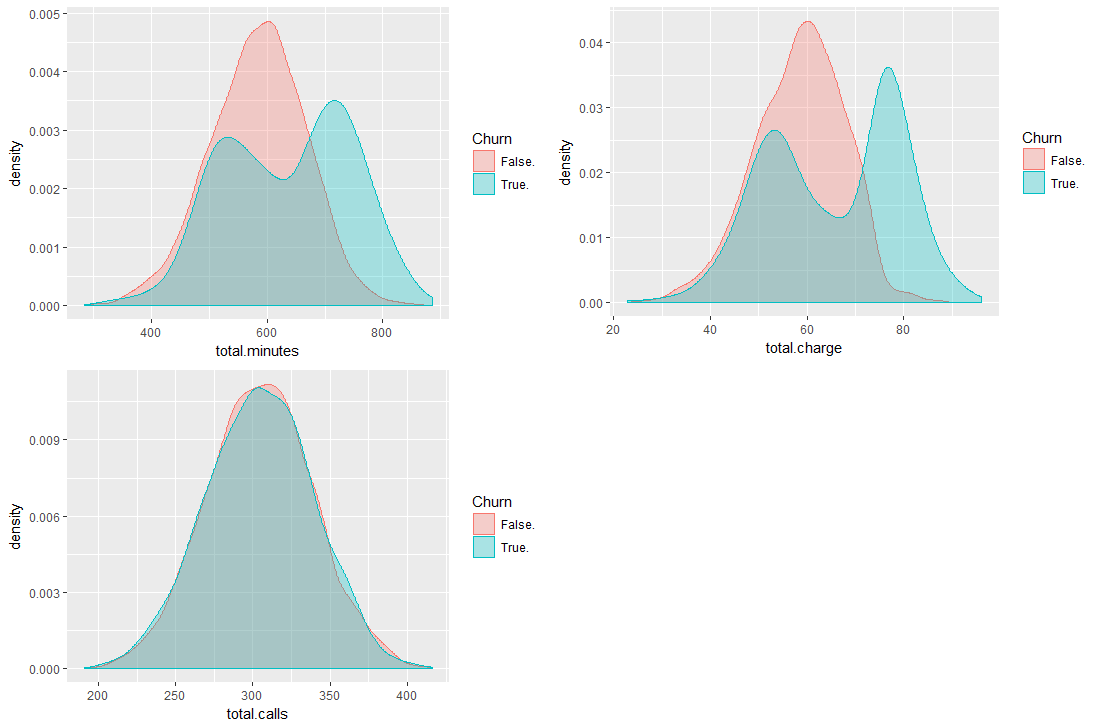 0.005
0.004
0.003
0.002
0.001
0.000
density
400 600 800
total.minutes
Churn
False.
True.
0.04
0.03
0.02
0.01
0.00
density
20 40 60 80
total.charge
Churn
False.
True.
0.009
0.006
0.003
0.000
density
200 250 300 350 400
total.calls
Churn
False.
True.